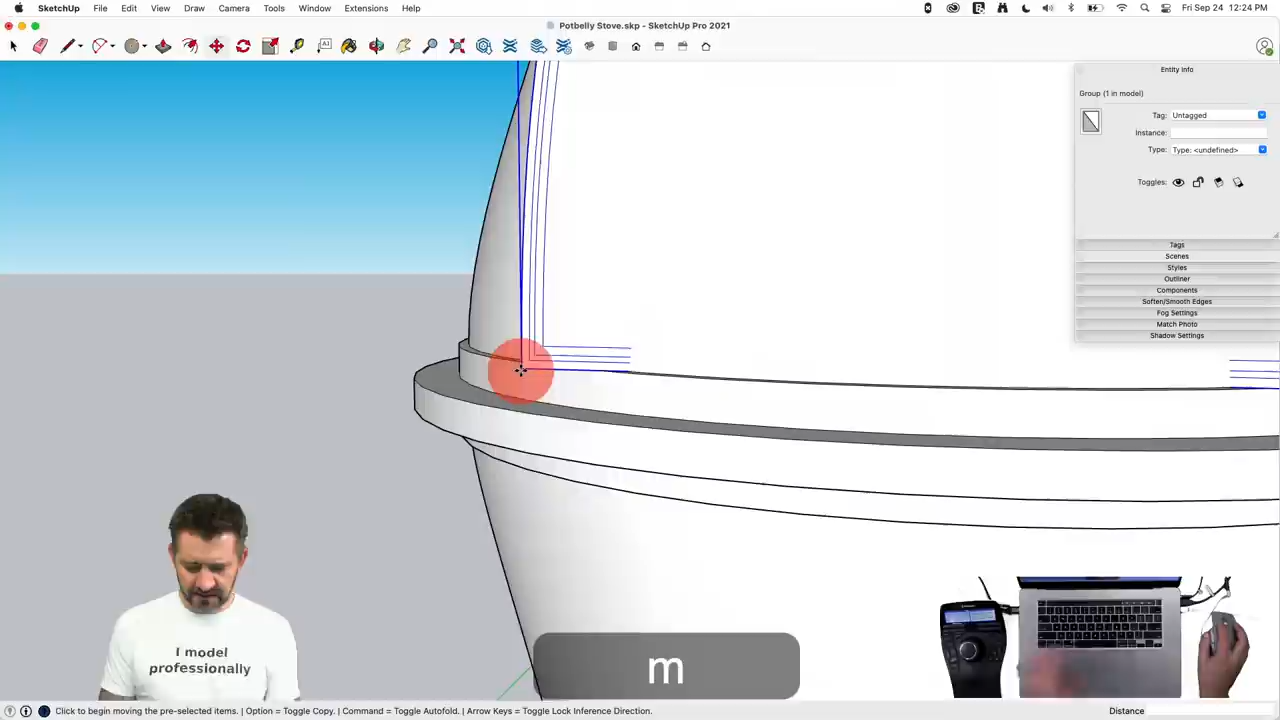 SketchUp File Edit View Draw Camera Tools Window Extensions Help
Fri Sep 24 12:24 PM
Potbelly Stove.skp - SketchUp Pro 2021
Entity Info
Group (1 in model)
Tag: Untagged
Instance:
Type: Type: <undefined>
Toggles:
Tags
Scenes
Styles
Outliner
Components
Soften/Smooth Edges
Fog Settings
Match Photo
Shadow Settings
I model
professionally
m
Click to begin moving the pre-selected items. | Option = Toggle Copy. | Command = Toggle Autofold. | Arrow Keys = Toggle Lock Inference Direction.
Distance